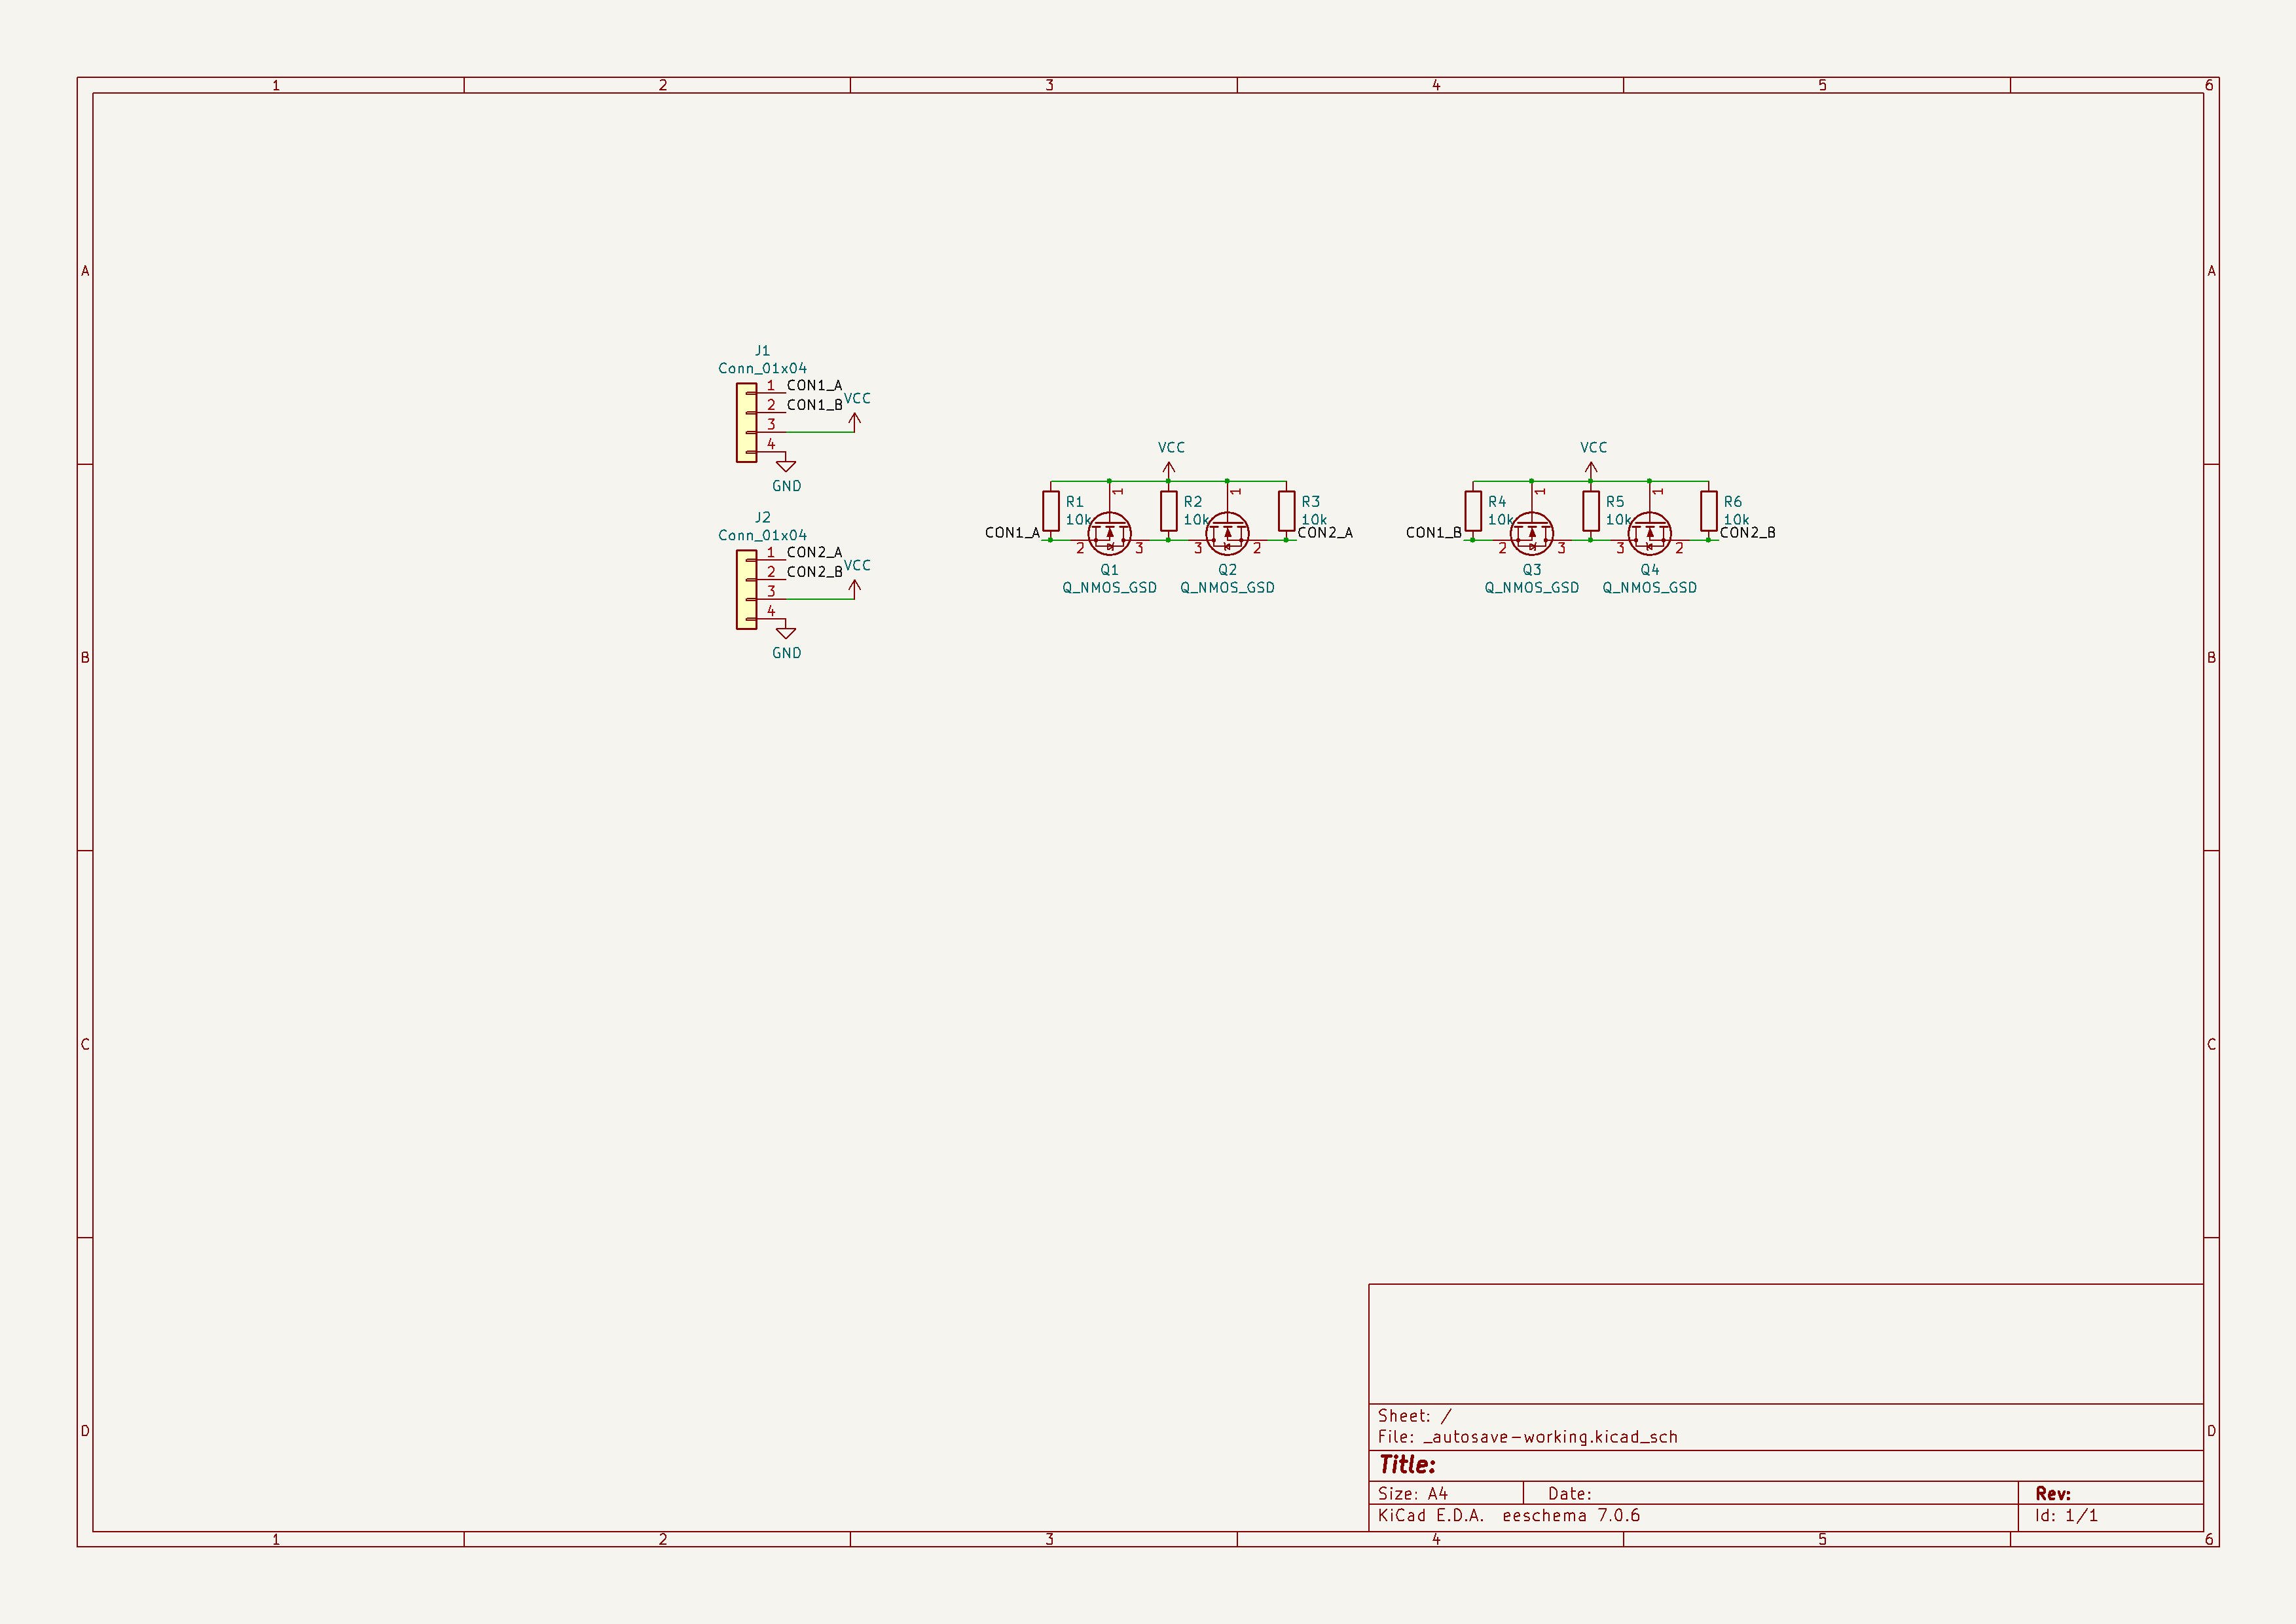 1 2 3 4 5 6
A A
J1
Conn_01x04
1 CON1_A
2 CON1_B VCC
3
4
GND
J2
Conn_01x04
1 CON2_A
2 CON2_B VCC
3
4
GND
VCC
R1 10k
R2 10k
R3 10k
CON1_A CON2_A
1 1
2 3 3 2
Q1 Q2
Q_NMOS_GSD Q_NMOS_GSD
VCC
R4 10k
R5 10k
R6 10k
CON1_B CON2_B
1 1
2 3 3 2
Q3 Q4
Q_NMOS_GSD Q_NMOS_GSD
B B
C C
D D
Sheet: /
File: _autosave-working.kicad_sch
Title:
Size: A4 Date: Rev:
KiCad E.D.A. eeschema 7.0.6 Id: 1/1
1 2 3 4 5 6